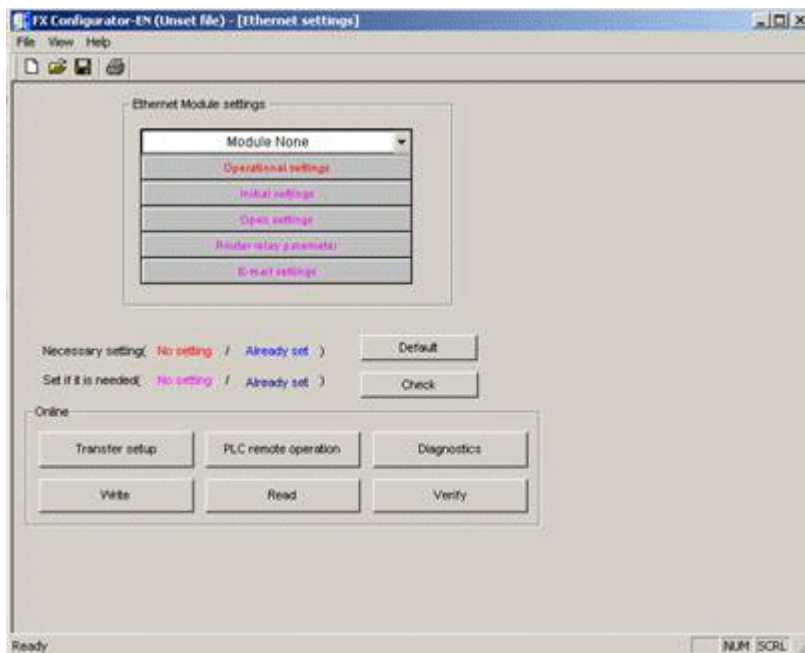 FX Configurator-EN (Unset file) - [Ethernet settings]
File View Help
Ethernet Module settings
Module None
Operational settings
Initial settings
Open settings
Router relay parameter
E-mail settings
Necessary setting( No setting / Already set )
Default
Set if it is needed( No setting / Already set )
Check
Online
Transfer setup
PLC remote operation
Diagnostics
Write
Read
Verify
Ready
NUM SCRL